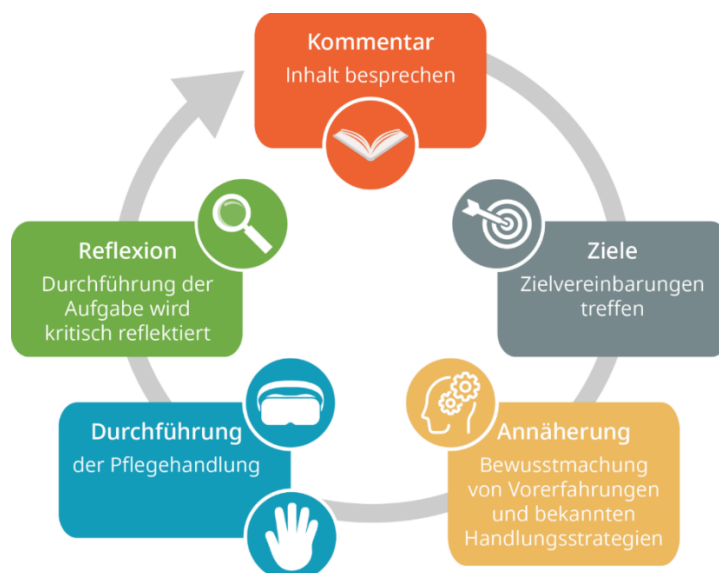 Kommentar
Inhalt besprechen
Ziele
Zielvereinbarungen
treffen
Annäherung
Bewusstmachung
von Vorerfahrungen
und bekannten
Handlungsstrategien
Durchführung
der Pflegehandlung
Reflexion
Durchführung der
Aufgabe wird
kritisch reflektiert